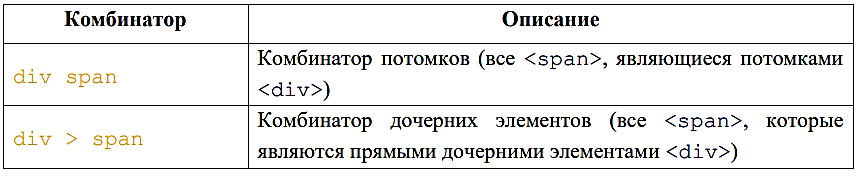 Комбинатор
Описание
div span
Комбинатор потомков (все <span>, являющиеся потомками
<div>)
div > span
Комбинатор дочерних элементов (все <span>, которые
являются прямыми дочерними элементами <div>)